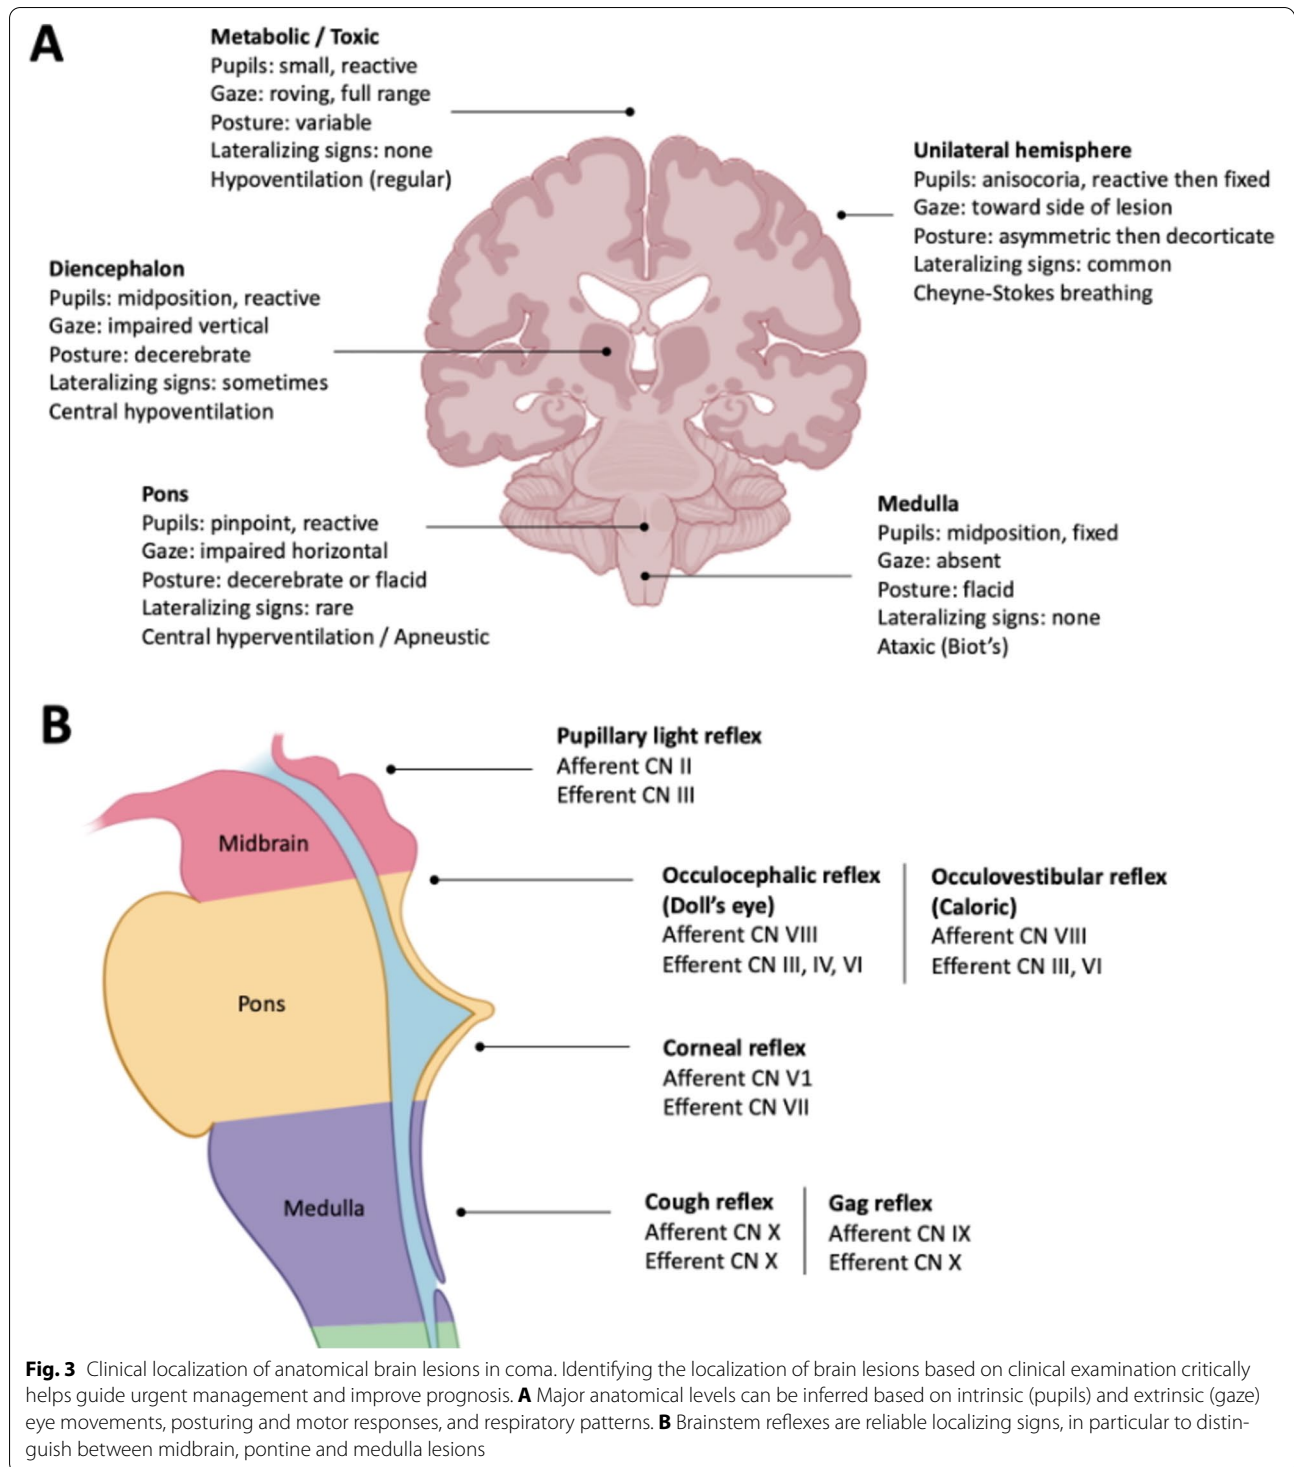 A
Metabolic / Toxic
Pupils: small, reactive
Gaze: roving, full range
Posture: variable
Lateralizing signs: none
Hypoventilation (regular)
Unilateral hemisphere
Pupils: anisocoria, reactive then fixed
Gaze: toward side of lesion
Posture: asymmetric then decorticate
Lateralizing signs: common
Cheyne-Stokes breathing
Diencephalon
Pupils: midposition, reactive
Gaze: impaired vertical
Posture: decerebrate
Lateralizing signs: sometimes
Central hypoventilation
Pons
Pupils: pinpoint, reactive
Gaze: impaired horizontal
Posture: decerebrate or flacid
Lateralizing signs: rare
Central hyperventilation / Apneustic
Medulla
Pupils: midposition, fixed
Gaze: absent
Posture: flacid
Lateralizing signs: none
Ataxic (Biot's)
B
Pupillary light reflex
Afferent CN II
Efferent CN III
Midbrain
Occulocephalic reflex
(Doll's eye)
Afferent CN VIII
Efferent CN III, IV, VI
Occulovestibular reflex
(Caloric)
Afferent CN VIII
Efferent CN III, VI
Pons
Corneal reflex
Afferent CN V1
Efferent CN VII
Medulla
Cough reflex
Afferent CN X
Efferent CN X
Gag reflex
Afferent CN IX
Efferent CN X
Fig. 3 Clinical localization of anatomical brain lesions in coma. Identifying the localization of brain lesions based on clinical examination critically
helps guide urgent management and improve prognosis. A Major anatomical levels can be inferred based on intrinsic (pupils) and extrinsic (gaze)
eye movements, posturing and motor responses, and respiratory patterns. B Brainstem reflexes are reliable localizing signs, in particular to distin-
guish between midbrain, pontine and medulla lesions